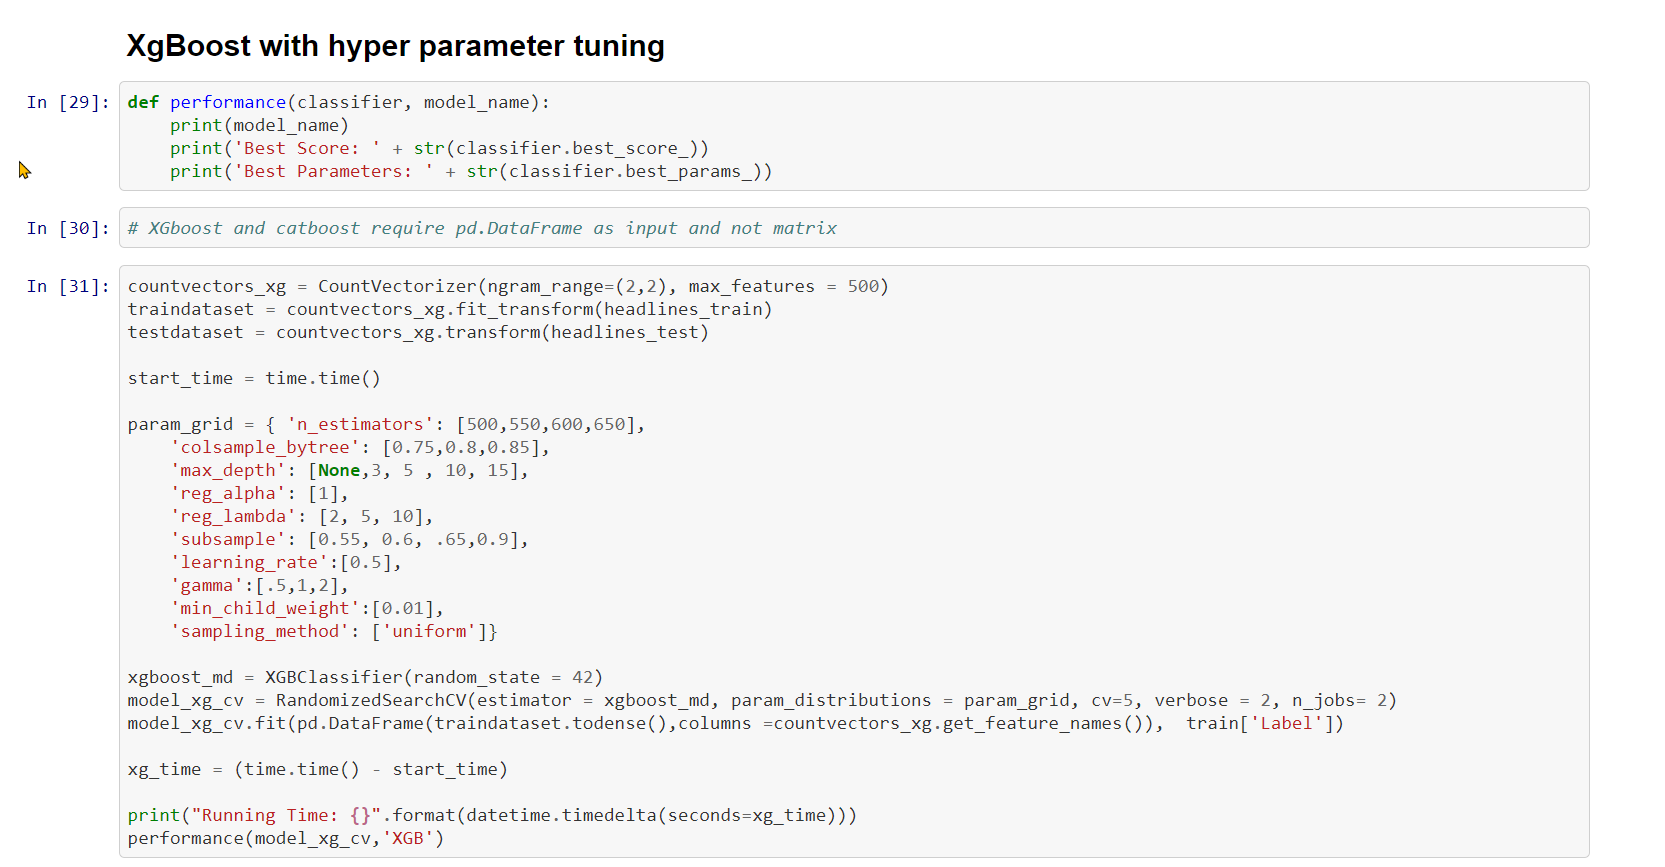 XgBoost with hyper parameter tuning
In [29]: def performance(classifier, model_name):
    print(model_name)
    print('Best Score: ' + str(classifier.best_score_))
    print('Best Parameters: ' + str(classifier.best_params_))
In [30]: # XGboost and catboost require pd.DataFrame as input and not matrix
In [31]: countvectors_xg = CountVectorizer(ngram_range=(2,2), max_features = 500)
traindataset = countvectors_xg.fit_transform(headlines_train)
testdataset = countvectors_xg.transform(headlines_test)
start_time = time.time()
param_grid = { 'n_estimators': [500,550,600,650],
    'colsample_bytree': [0.75,0.8,0.85],
    'max_depth': [None,3, 5 , 10, 15],
    'reg_alpha': [1],
    'reg_lambda': [2, 5, 10],
    'subsample': [0.55, 0.6, .65,0.9],
    'learning_rate':[0.5],
    'gamma':[.5,1,2],
    'min_child_weight':[0.01],
    'sampling_method': ['uniform']}
xgboost_md = XGBClassifier(random_state = 42)
model_xg_cv = RandomizedSearchCV(estimator = xgboost_md, param_distributions = param_grid, cv=5, verbose = 2, n_jobs= 2)
model_xg_cv.fit(pd.DataFrame(traindataset.todense(),columns =countvectors_xg.get_feature_names()),  train['Label'])
xg_time = (time.time() - start_time)
print("Running Time: {}".format(datetime.timedelta(seconds=xg_time)))
performance(model_xg_cv,'XGB')